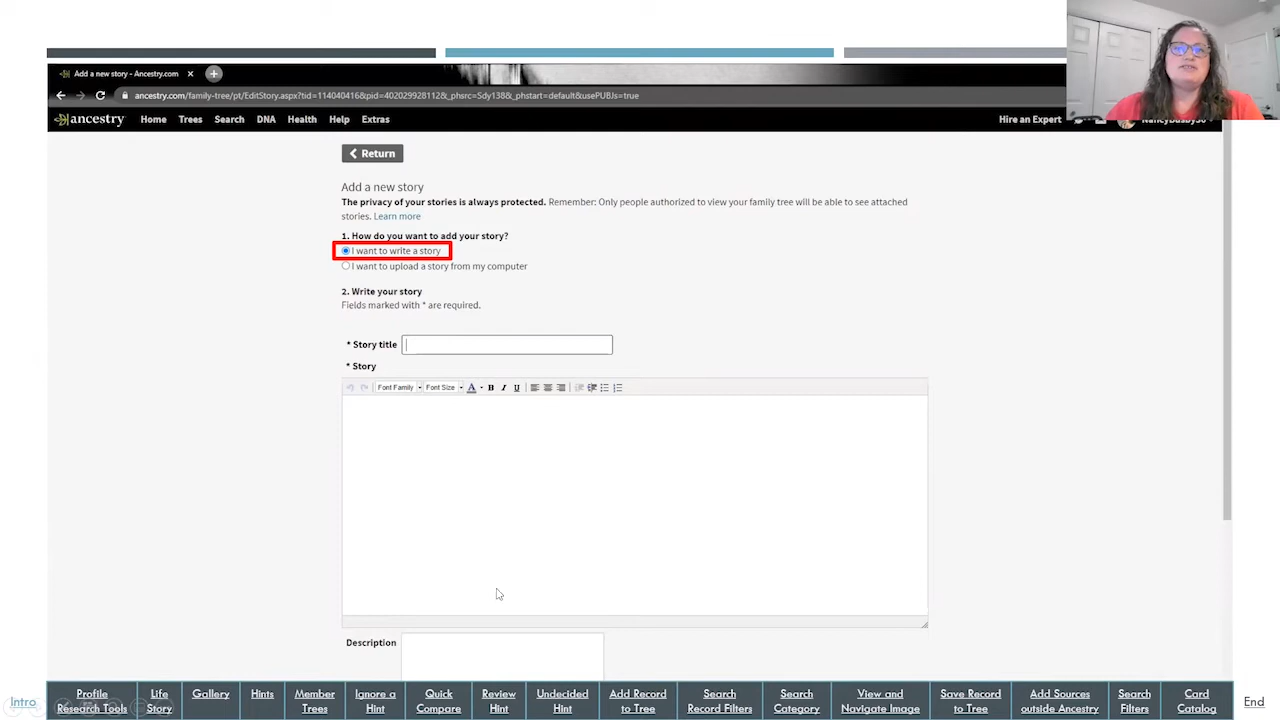 Add a new story - Ancestry.com
ancestry.com/family-tree/pt/EditStory.aspx?tid=114040416&pid=402029928112&_phsrc=Sdy138&_phstart=default&usePUBJs=true
ancestry Home Trees Search DNA Health Help Extras Hire an Expert
Return
Add a new story
The privacy of your stories is always protected. Remember: Only people authorized to view your family tree will be able to see attached
stories. Learn more
1. How do you want to add your story?
I want to write a story
I want to upload a story from my computer
2. Write your story
Fields marked with * are required.
* Story title
* Story
Font Family Font Size A B I U
Description
Intro
Profile Research Tools
Life Story
Gallery
Hints
Member Trees
Ignore a Hint
Quick Compare
Review Hint
Undecided Hint
Add Record to Tree
Search Record Filters
Search Category
View and Navigate Image
Save Record to Tree
Add Sources outside Ancestry
Search Filters
Card Catalog
End